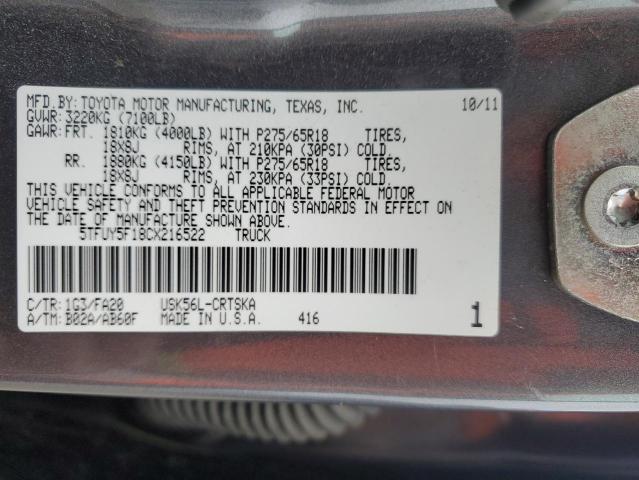 MFD.BY:TOYOTA MOTOR MANUFACTURING, TEXAS, INC. 10/11
GVWR:3220KG (7100LB)
GAWR:FRT. 1810KG (4000LB) WITH P275/65R18 TIRES,
18X8J RIMS, AT 210KPA (30PSI) COLD
RR. 1880KG (4150LB) WITH P275/65R18 TIRES,
18X8J RIMS, AT 230KPA (33PSI) COLD.
THIS VEHICLE CONFORMS TO ALL APPLICABLE FEDERAL MOTOR
VEHICLE SAFETY AND THEFT PREVENTION STANDARDS IN EFFECT ON
THE DATE OF MANUFACTURE SHOWN ABOVE.
5TFUY5F18CX216522 TRUCK
C/TR:1G3/FA20 USK56L-CRTSKA
A/TM:B02A/AB60F MADE IN U.S.A. 416 1